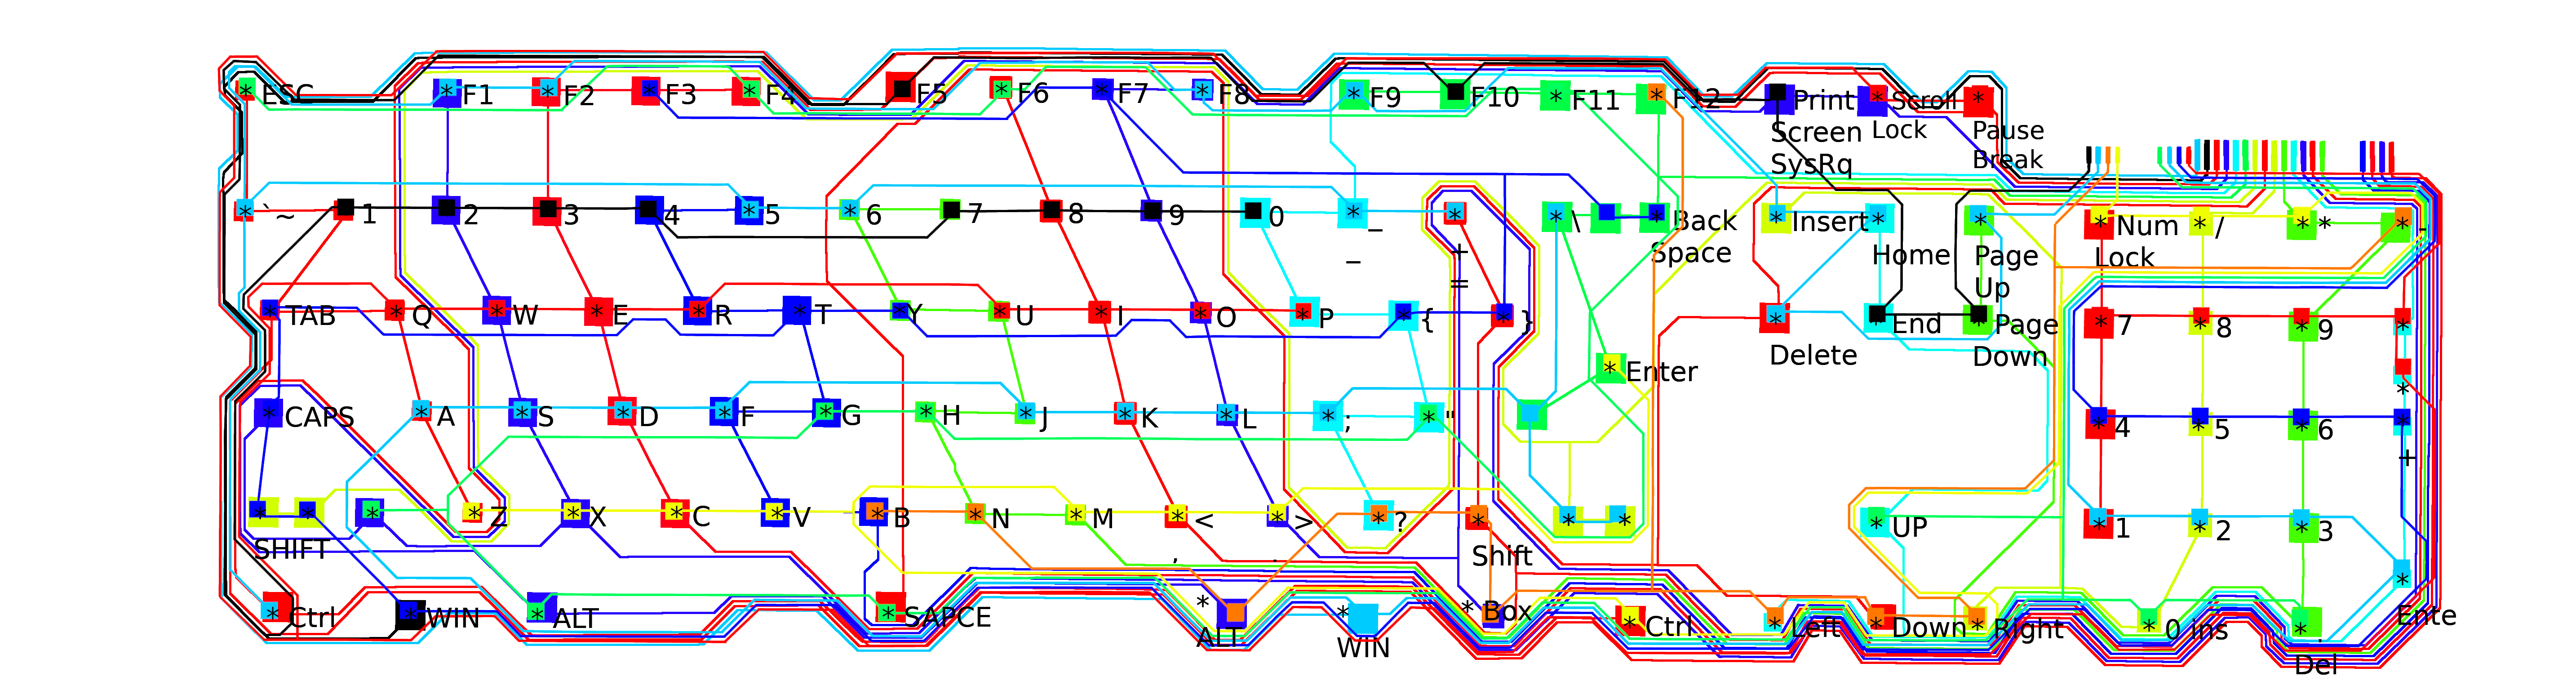 * ESC * F1 * F2 * F3 * F4 F5 * F6 * F7 * F8 * F9 F10 * F11 * F12 Print * Scroll * Pause
Screen Lock Break
SysRq
* `~ 1 2 3 4 * 5 * 6 7 8 9 0 * _ * * \ Back * Insert * * * Num * / * * * -
– + Space Home Page Lock
= Up
* TAB * Q * W * E * R * T * Y * U * I * O * P * { * } * End Page * 7 * 8 * 9 *
Delete Down
* Enter
* CAPS * A * S * D * F * G * H * J * K * L * ; * " * 4 * 5 * 6 *
+
* * * * Z * X * C * V * B * N * M * < * > * ? * * * * UP * 1 * 2 * 3
SHIFT , . Shift
* Ctrl * WIN * ALT * SAPCE * * * Box * Ctrl * Left * Down * Right * 0 ins * . * Ente
ALT WIN Del